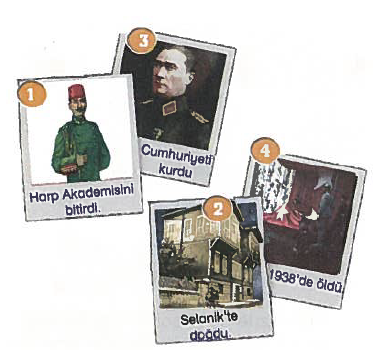 3
1
Cumhuriyeti
kurdu
Harp Akademisini
bitirdi.
4
2
1938'de öldü.
Selanik'te
doğdu.